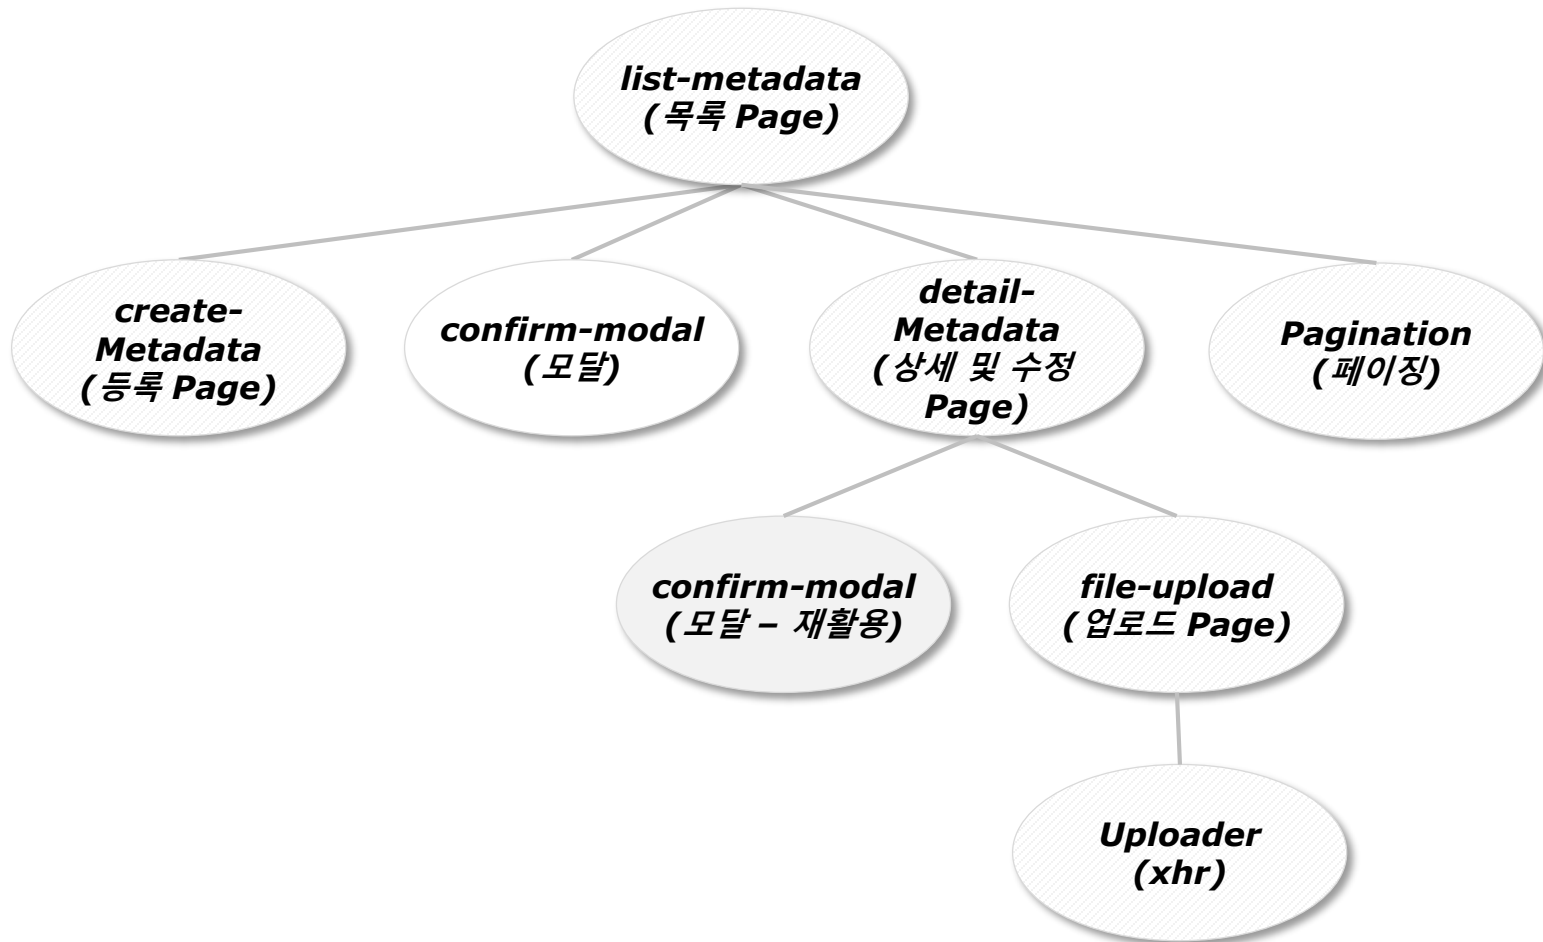 list-metadata
(목록 Page)
create-
Metadata
(등록 Page)
confirm-modal
(모달)
detail-
Metadata
(상세 및 수정
Page)
Pagination
(페이징)
confirm-modal
(모달 – 재활용)
file-upload
(업로드 Page)
Uploader
(xhr)